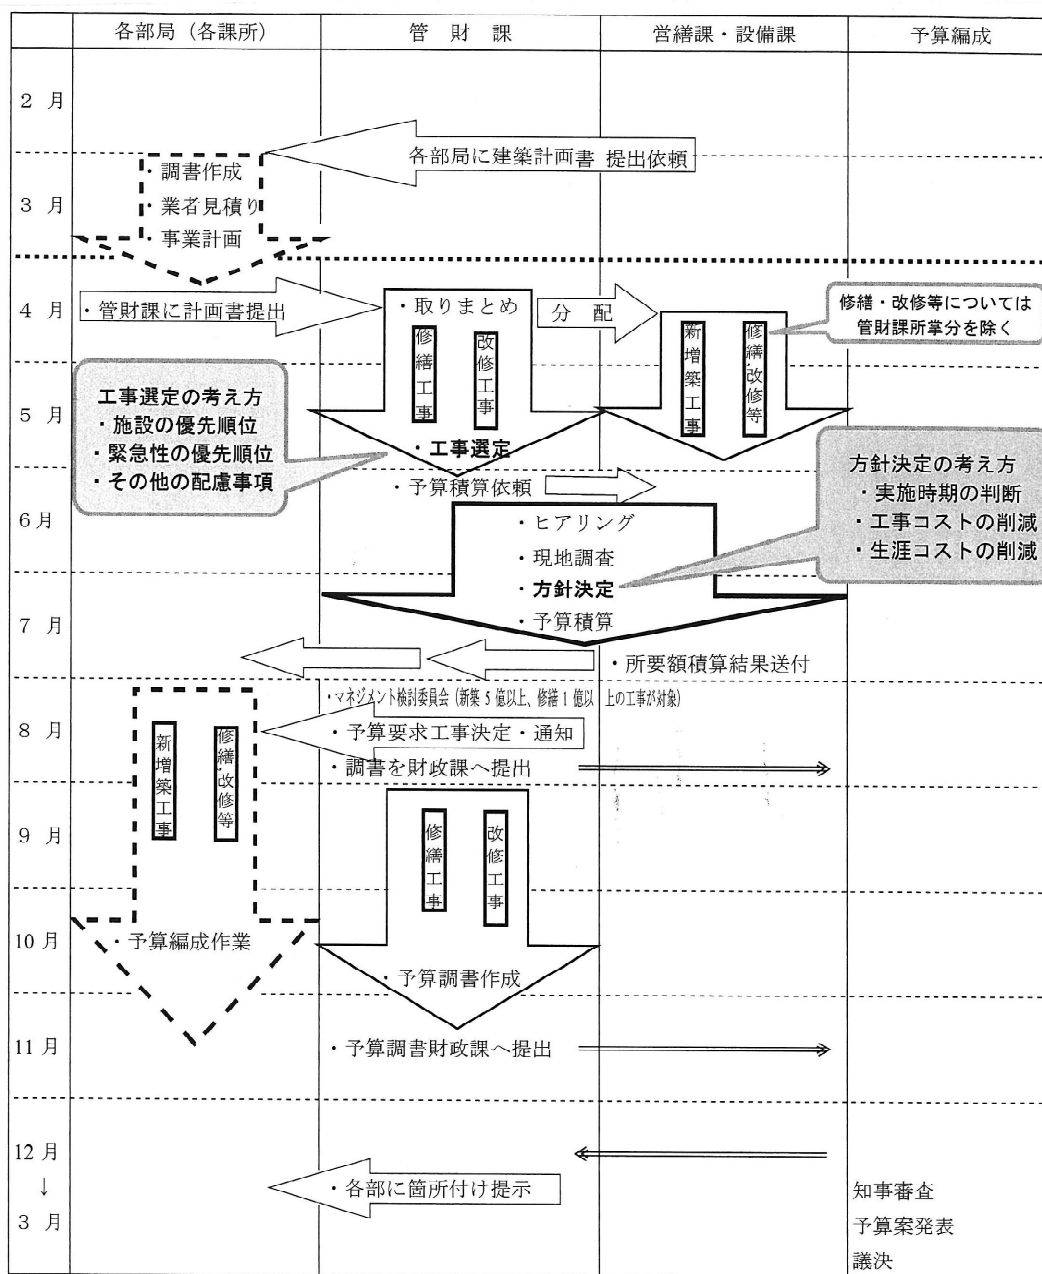 各部局（各課所）
管財課
営繕課・設備課
予算編成
2月
各部局に建築計画書 提出依頼
・調書作成
3月
・業者見積り
・事業計画
4月
・管財課に計画書提出
・取りまとめ
分配
修繕・改修等については
管財課所掌分を除く
修繕工事
改修工事
新増築工事
修繕・改修等
工事選定の考え方
・施設の優先順位
・緊急性の優先順位
・その他の配慮事項
5月
・工事選定
方針決定の考え方
・実施時期の判断
・工事コストの削減
・生涯コストの削減
・予算積算依頼
6月
・ヒアリング
・現地調査
・方針決定
・予算積算
7月
・所要額積算結果送付
・マネジメント検討委員会（新築5億以上、修繕1億以上の工事が対象）
8月
・予算要求工事決定・通知
・調書を財政課へ提出
新増築工事
修繕・改修等
9月
修繕工事
改修工事
10月
・予算編成作業
・予算調書作成
11月
・予算調書財政課へ提出
12月
↓
・各部に箇所付け提示
知事審査
3月
予算案発表
議決